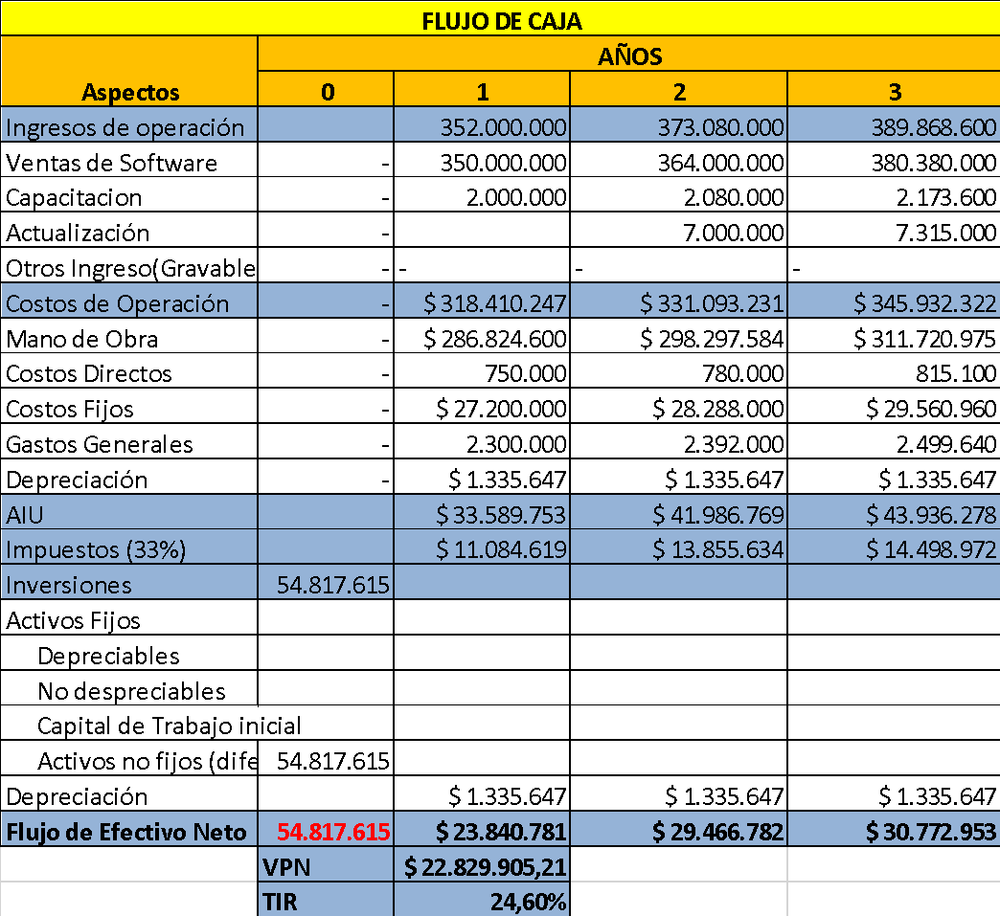 FLUJO DE CAJA
Aspectos AÑOS
0 1 2 3
Ingresos de operación 352.000.000 373.080.000 389.868.600
Ventas de Software - 350.000.000 364.000.000 380.380.000
Capacitacion - 2.000.000 2.080.000 2.173.600
Actualización - 7.000.000 7.315.000
Otros Ingreso(Gravable - - - -
Costos de Operación - $ 318.410.247 $ 331.093.231 $ 345.932.322
Mano de Obra - $ 286.824.600 $ 298.297.584 $ 311.720.975
Costos Directos - 750.000 780.000 815.100
Costos Fijos - $ 27.200.000 $ 28.288.000 $ 29.560.960
Gastos Generales - 2.300.000 2.392.000 2.499.640
Depreciación - $ 1.335.647 $ 1.335.647 $ 1.335.647
AIU $ 33.589.753 $ 41.986.769 $ 43.936.278
Impuestos (33%) $ 11.084.619 $ 13.855.634 $ 14.498.972
Inversiones 54.817.615
Activos Fijos
Depreciables
No despreciables
Capital de Trabajo inicial
Activos no fijos (dife 54.817.615
Depreciación $ 1.335.647 $ 1.335.647 $ 1.335.647
Flujo de Efectivo Neto 54.817.615 $ 23.840.781 $ 29.466.782 $ 30.772.953
VPN $ 22.829.905,21
TIR 24,60%